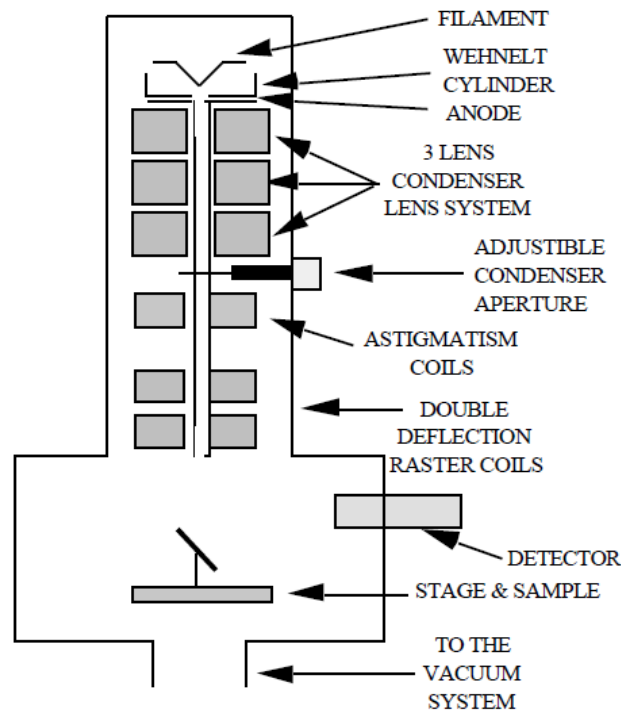 FILAMENT
WEHNELT
CYLINDER
ANODE
3 LENS
CONDENSER
LENS SYSTEM
ADJUSTIBLE
CONDENSER
APERTURE
ASTIGMATISM
COILS
DOUBLE
DEFLECTION
RASTER COILS
DETECTOR
STAGE & SAMPLE
TO THE
VACUUM
SYSTEM